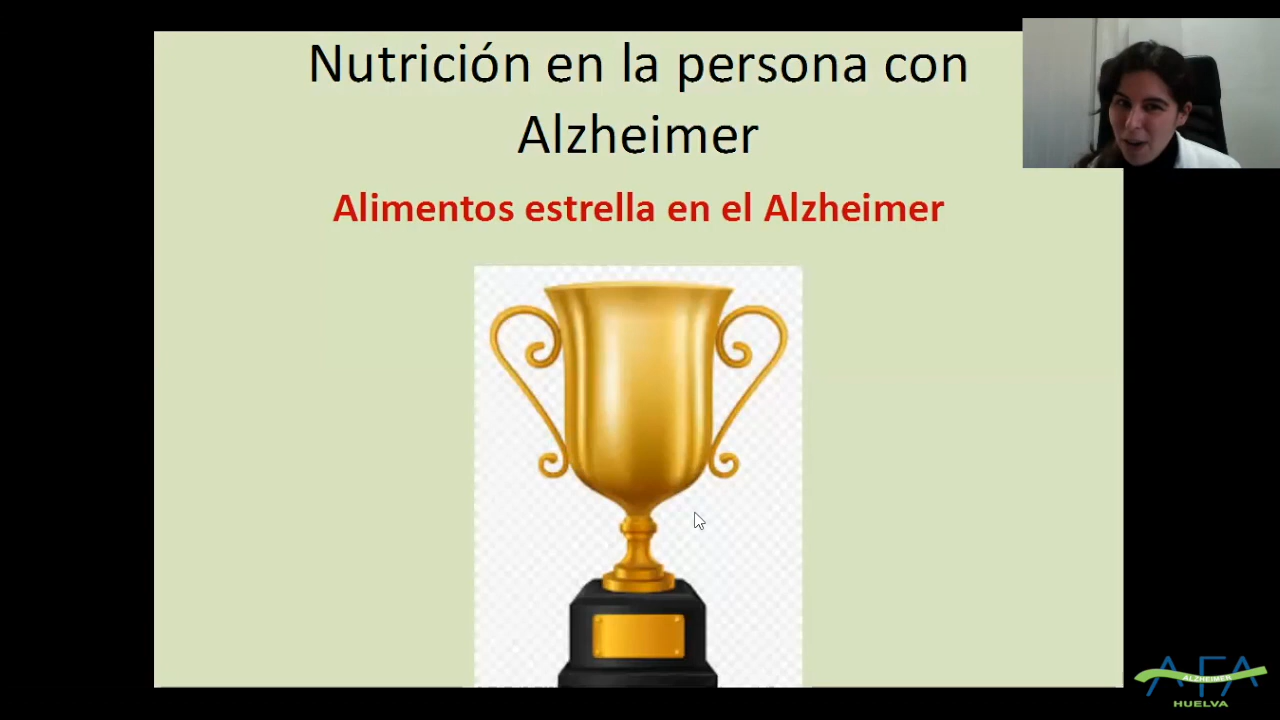 Nutrición en la persona con
Alzheimer
Alimentos estrella en el Alzheimer
AFA
ALZHEIMER
HUELVA